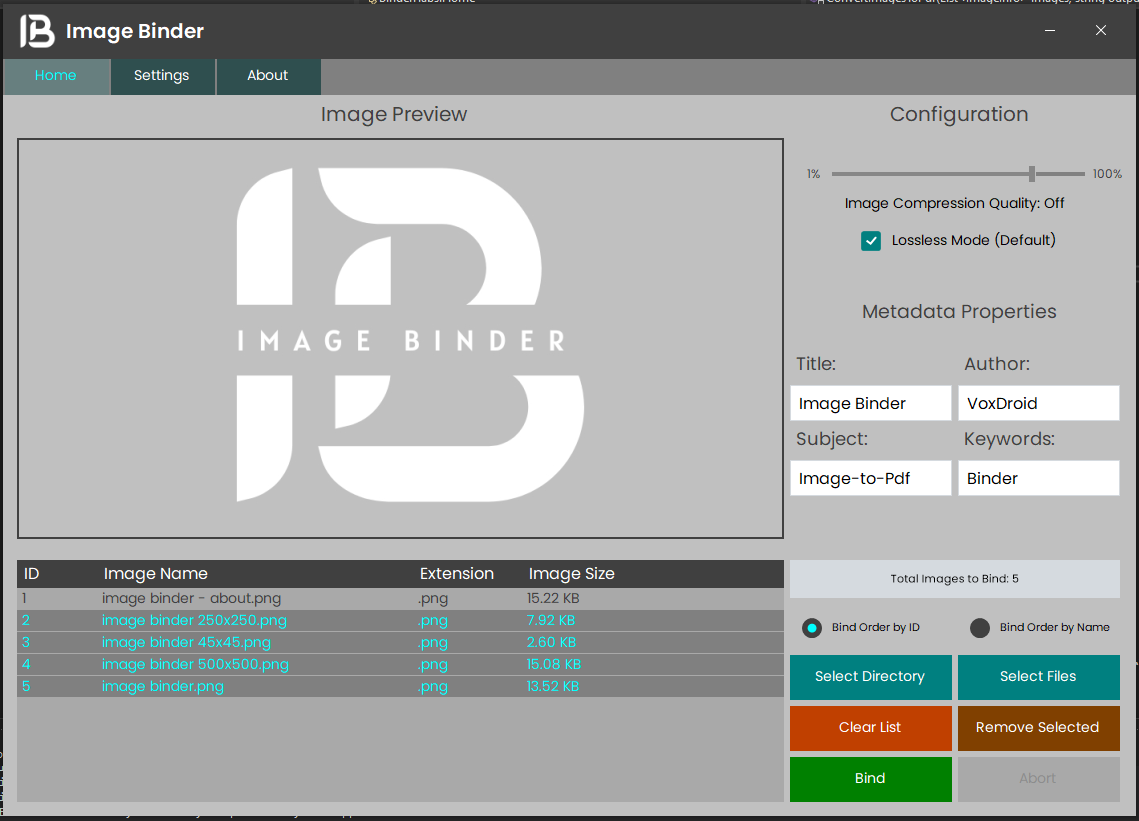 Image Binder
Home Settings About
Image Preview
IMAGE BINDER
Configuration
1% 100%
Image Compression Quality: Off
Lossless Mode (Default)
Metadata Properties
Title: Author:
Image Binder VoxDroid
Subject: Keywords:
Image-to-Pdf Binder
ID Image Name Extension Image Size
1 image binder - about.png .png 15.22 KB
2 image binder 250x250.png .png 7.92 KB
3 image binder 45x45.png .png 2.60 KB
4 image binder 500x500.png .png 15.08 KB
5 image binder.png .png 13.52 KB
Total Images to Bind: 5
Bind Order by ID Bind Order by Name
Select Directory Select Files
Clear List Remove Selected
Bind Abort